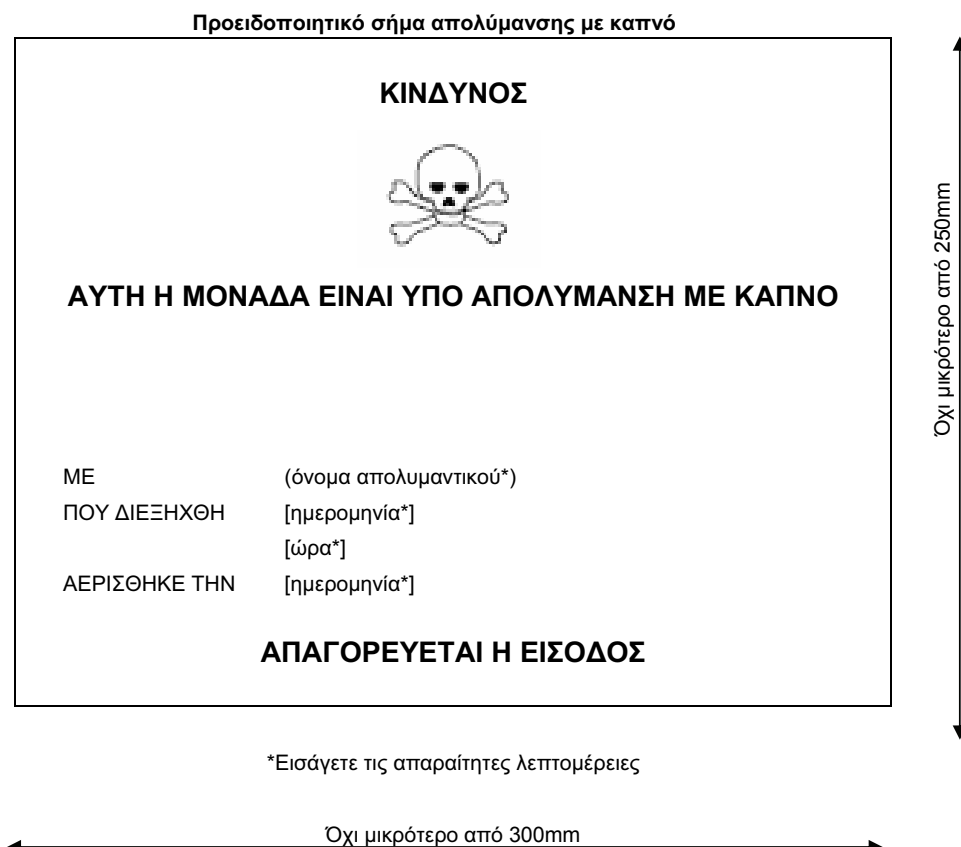 Προειδοποιητικό σήμα απολύμανσης με καπνό
ΚΙΝΔΥΝΟΣ
ΑΥΤΗ Η ΜΟΝΑΔΑ ΕΙΝΑΙ ΥΠΟ ΑΠΟΛΥΜΑΝΣΗ ΜΕ ΚΑΠΝΟ
ΜΕ (όνομα απολυμαντικού*)
ΠΟΥ ΔΙΕΞΗΧΘΗ [ημερομηνία*]
[ώρα*]
ΑΕΡΙΣΘΗΚΕ ΤΗΝ [ημερομηνία*]
ΑΠΑΓΟΡΕΥΕΤΑΙ Η ΕΙΣΟΔΟΣ
Όχι μικρότερο από 250mm
*Εισάγετε τις απαραίτητες λεπτομέρειες
Όχι μικρότερο από 300mm